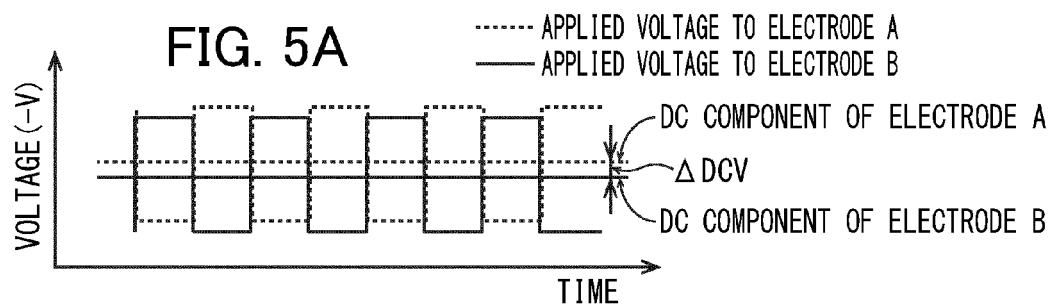 FIG. 5A
APPLIED VOLTAGE TO ELECTRODE A
APPLIED VOLTAGE TO ELECTRODE B
VOLTAGE(-V)
DC COMPONENT OF ELECTRODE A
ΔDCV
DC COMPONENT OF ELECTRODE B
TIME